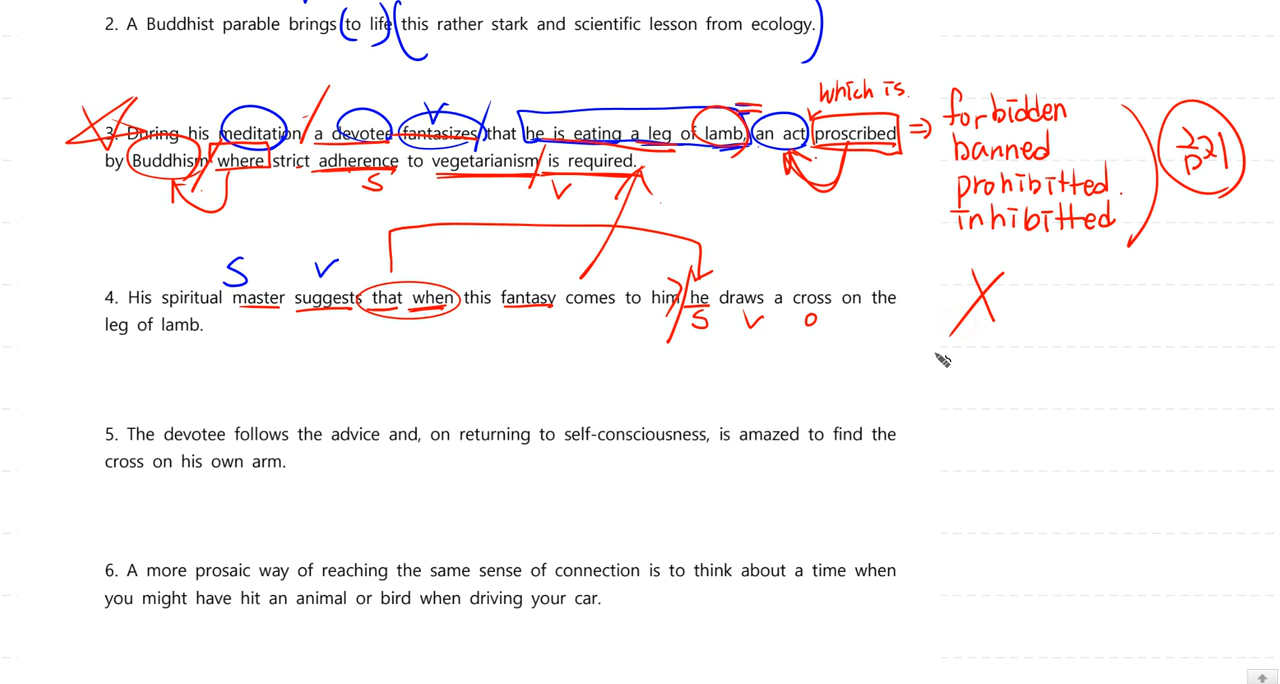 2. A Buddhist parable brings to life this rather stark and scientific lesson from ecology.
which is.
3. During his meditation, a devoted fantasizes that he is eating a leg of lamb, an act proscribed ⇒ forbidden
by Buddhism where strict adherence to vegetarianism is required.
banned
prohibitted.
inhibitted
S
V
V
S V
4. His spiritual master suggests that when this fantasy comes to him, he draws a cross on the
leg of lamb.
S V O
X
5. The devotee follows the advice and, on returning to self-consciousness, is amazed to find the
cross on his own arm.
6. A more prosaic way of reaching the same sense of connection is to think about a time when
you might have hit an animal or bird when driving your car.